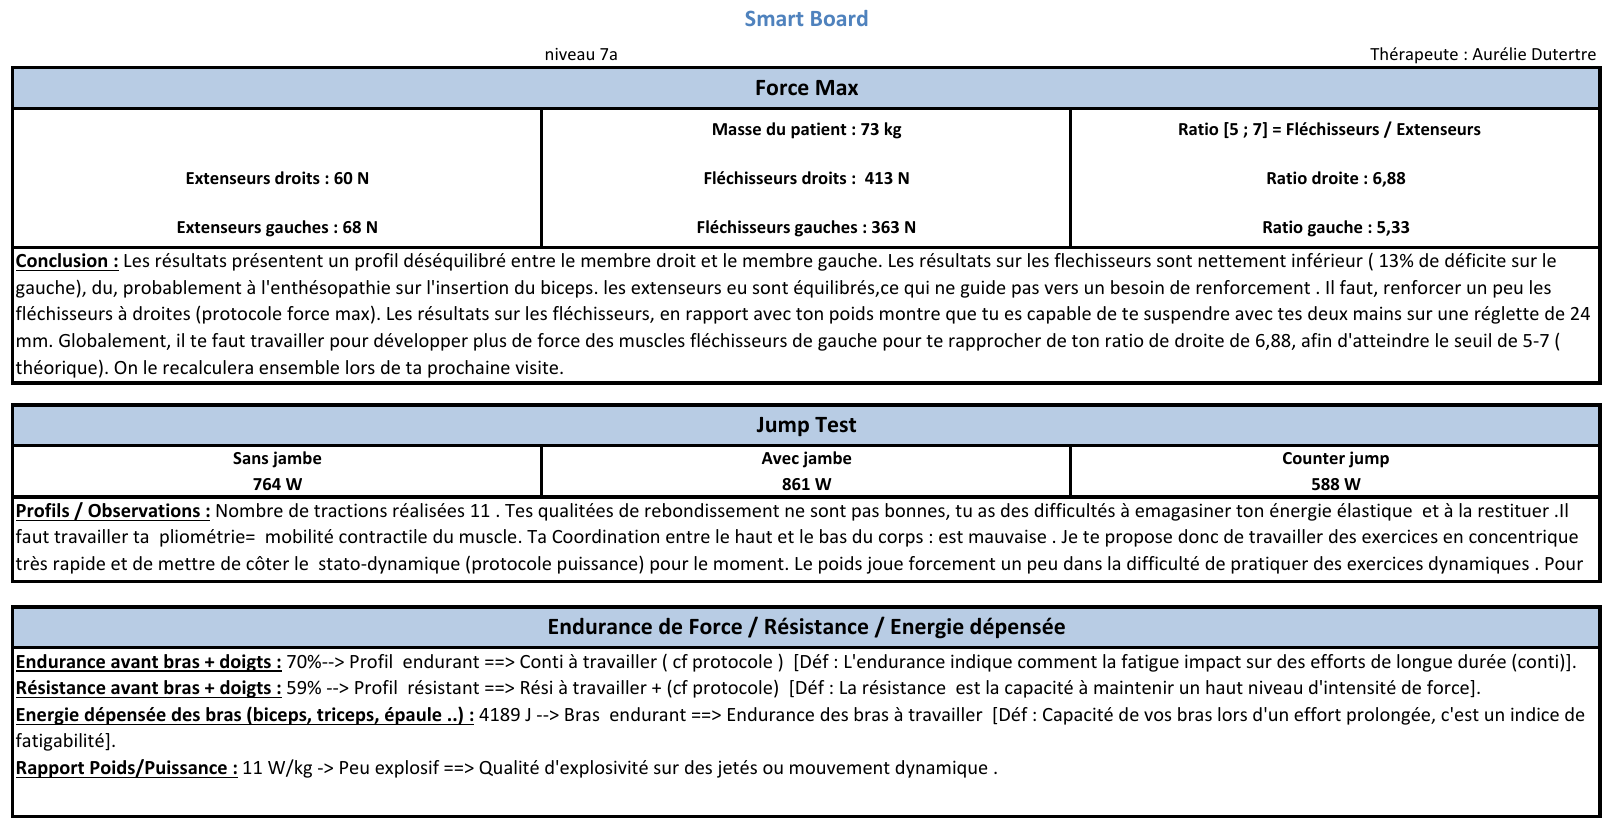 Smart Board
niveau 7a
Thérapeute : Aurélie Dutertre
Force Max
Masse du patient : 73 kg
Ratio [5 ; 7] = Fléchisseurs / Extenseurs
Extenseurs droits : 60 N
Fléchisseurs droits :  413 N
Ratio droite : 6,88
Extenseurs gauches : 68 N
Fléchisseurs gauches : 363 N
Ratio gauche : 5,33
Conclusion : Les résultats présentent un profil déséquilibré entre le membre droit et le membre gauche. Les résultats sur les flechisseurs sont nettement inférieur ( 13% de déficite sur le
gauche), du, probablement à l'enthésopathie sur l'insertion du biceps. les extenseurs eu sont équilibrés,ce qui ne guide pas vers un besoin de renforcement . Il faut, renforcer un peu les
fléchisseurs à droites (protocole force max). Les résultats sur les fléchisseurs, en rapport avec ton poids montre que tu es capable de te suspendre avec tes deux mains sur une réglette de 24
mm. Globalement, il te faut travailler pour développer plus de force des muscles fléchisseurs de gauche pour te rapprocher de ton ratio de droite de 6,88, afin d'atteindre le seuil de 5-7 (
théorique). On le recalculera ensemble lors de ta prochaine visite.
Jump Test
Sans jambe
Avec jambe
Counter jump
764 W
861 W
588 W
Profils / Observations : Nombre de tractions réalisées 11 . Tes qualitées de rebondissement ne sont pas bonnes, tu as des difficultés à emagasiner ton énergie élastique  et à la restituer .Il
faut travailler ta  pliométrie=  mobilité contractile du muscle. Ta Coordination entre le haut et le bas du corps : est mauvaise . Je te propose donc de travailler des exercices en concentrique
très rapide et de mettre de côter le  stato-dynamique (protocole puissance) pour le moment. Le poids joue forcement un peu dans la difficulté de pratiquer des exercices dynamiques . Pour
Endurance de Force / Résistance / Energie dépensée
Endurance avant bras + doigts : 70%--> Profil  endurant ==> Conti à travailler ( cf protocole )  [Déf : L'endurance indique comment la fatigue impact sur des efforts de longue durée (conti)].
Résistance avant bras + doigts : 59% --> Profil  résistant ==> Rési à travailler + (cf protocole)  [Déf : La résistance  est la capacité à maintenir un haut niveau d'intensité de force].
Energie dépensée des bras (biceps, triceps, épaule ..) : 4189 J --> Bras  endurant ==> Endurance des bras à travailler  [Déf : Capacité de vos bras lors d'un effort prolongée, c'est un indice de
fatigabilité].
Rapport Poids/Puissance : 11 W/kg -> Peu explosif ==> Qualité d'explosivité sur des jetés ou mouvement dynamique .